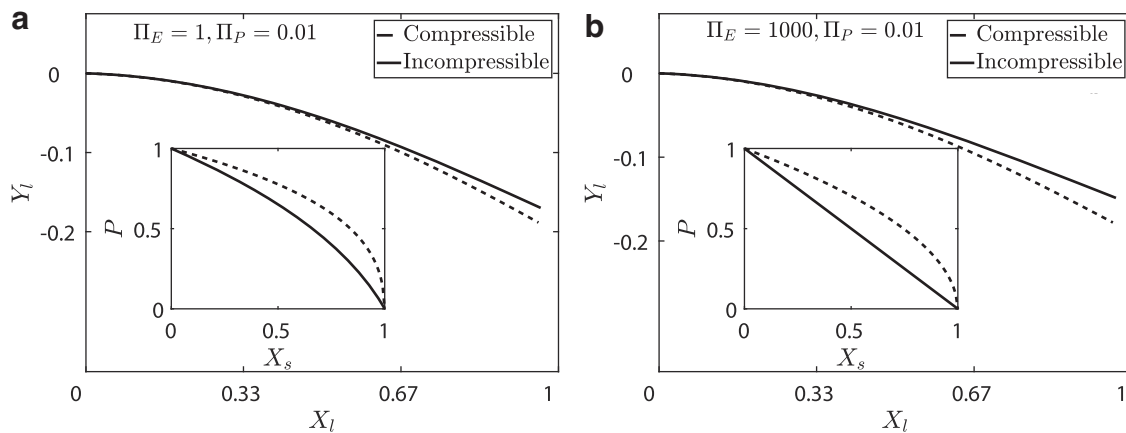 a
Π_E = 1, Π_P = 0.01
Compressible
Incompressible
0
-0.1
-0.2
Y_l
1
0.5
0
P
0
0.5
1
X_s
0
0.33
0.67
1
X_l
b
Π_E = 1000, Π_P = 0.01
Compressible
Incompressible
0
-0.1
-0.2
Y_l
1
0.5
0
P
0
0.5
1
X_s
0
0.33
0.67
1
X_l